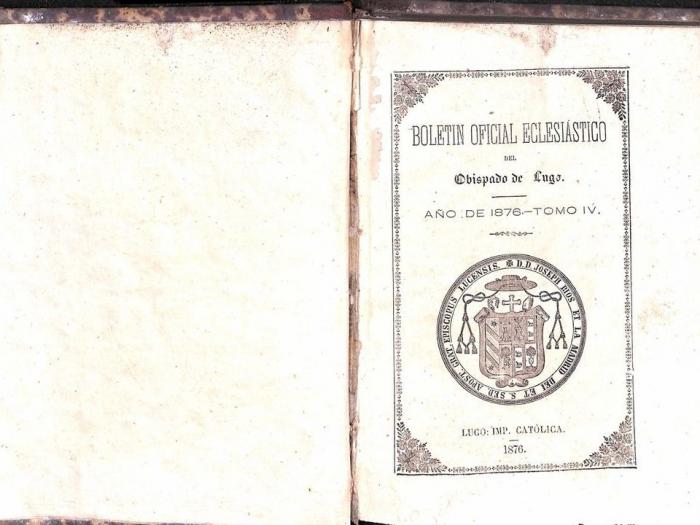 BOLETIN OFICIAL ECLESIÁSTICO
DEL
Obispado de Lugo.
AÑO DE 1876.—TOMO IV.
✠ D.D JOSEPH RIOS ET LA MADRID DEI ET S. SED APOST. GRAT. EPISCOPUS LUCENSIS.
LUGO: IMP. CATÓLICA.
1876.